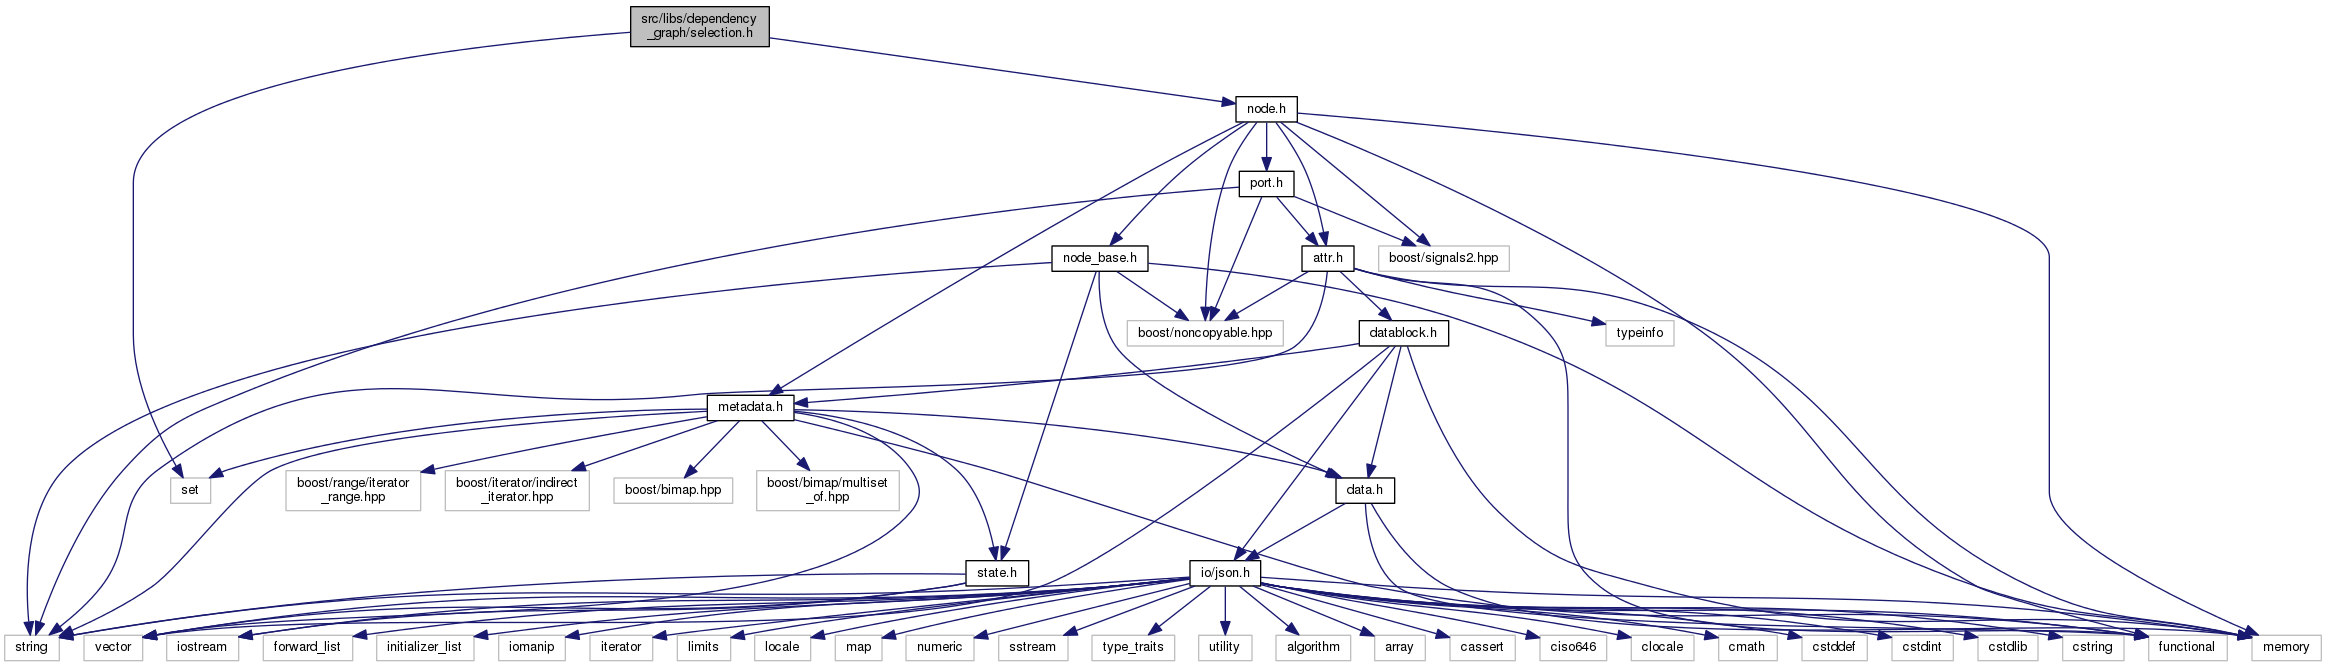 src/libs/dependency
_graph/selection.h
node.h
port.h
node_base.h
attr.h
boost/signals2.hpp
boost/noncopyable.hpp
datablock.h
typeinfo
metadata.h
set
boost/range/iterator
_range.hpp
boost/iterator/indirect
_iterator.hpp
boost/bimap.hpp
boost/bimap/multiset
_of.hpp
data.h
state.h
io/json.h
string
vector
iostream
forward_list
initializer_list
iomanip
iterator
limits
locale
map
numeric
sstream
type_traits
utility
algorithm
array
cassert
ciso646
clocale
cmath
cstddef
cstdint
cstdlib
cstring
functional
memory